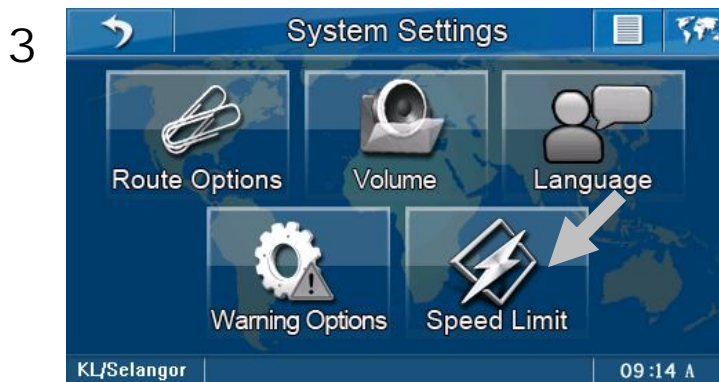 3
System Settings
Route Options
Volume
Language
Warning Options
Speed Limit
KL/Selangor
09:14 A